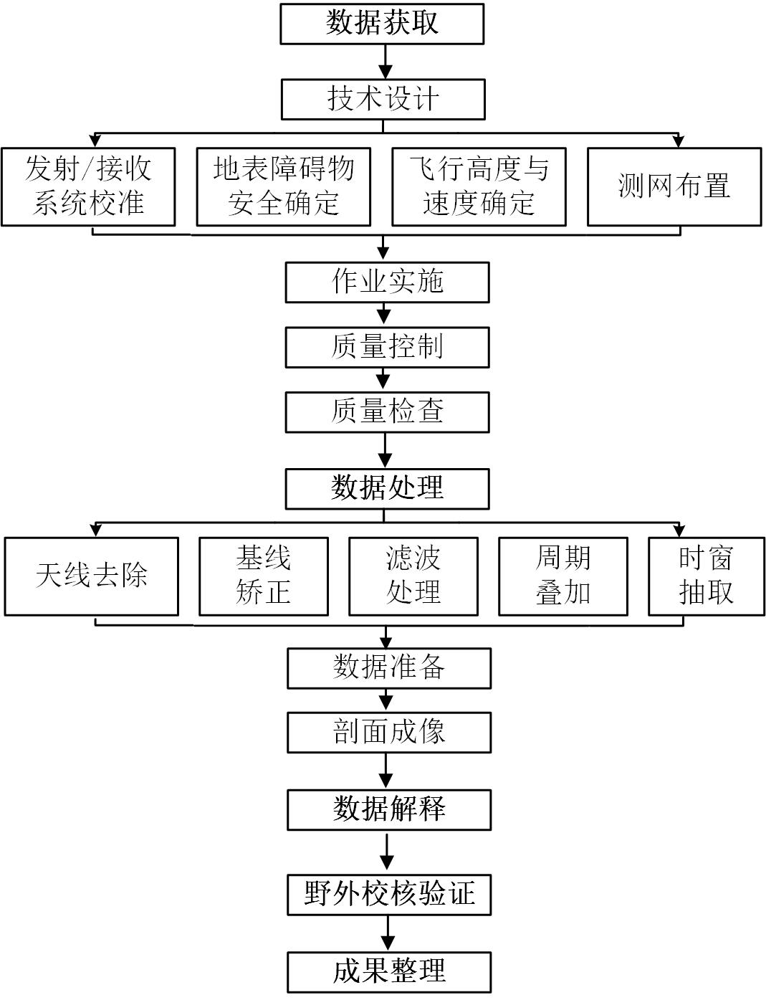 数据获取
技术设计
发射/接收
系统校准
地表障碍物
安全确定
飞行高度与
速度确定
测网布置
作业实施
质量控制
质量检查
数据处理
天线去除
基线
矫正
滤波
处理
周期
叠加
时窗
抽取
数据准备
剖面成像
数据解释
野外校核验证
成果整理